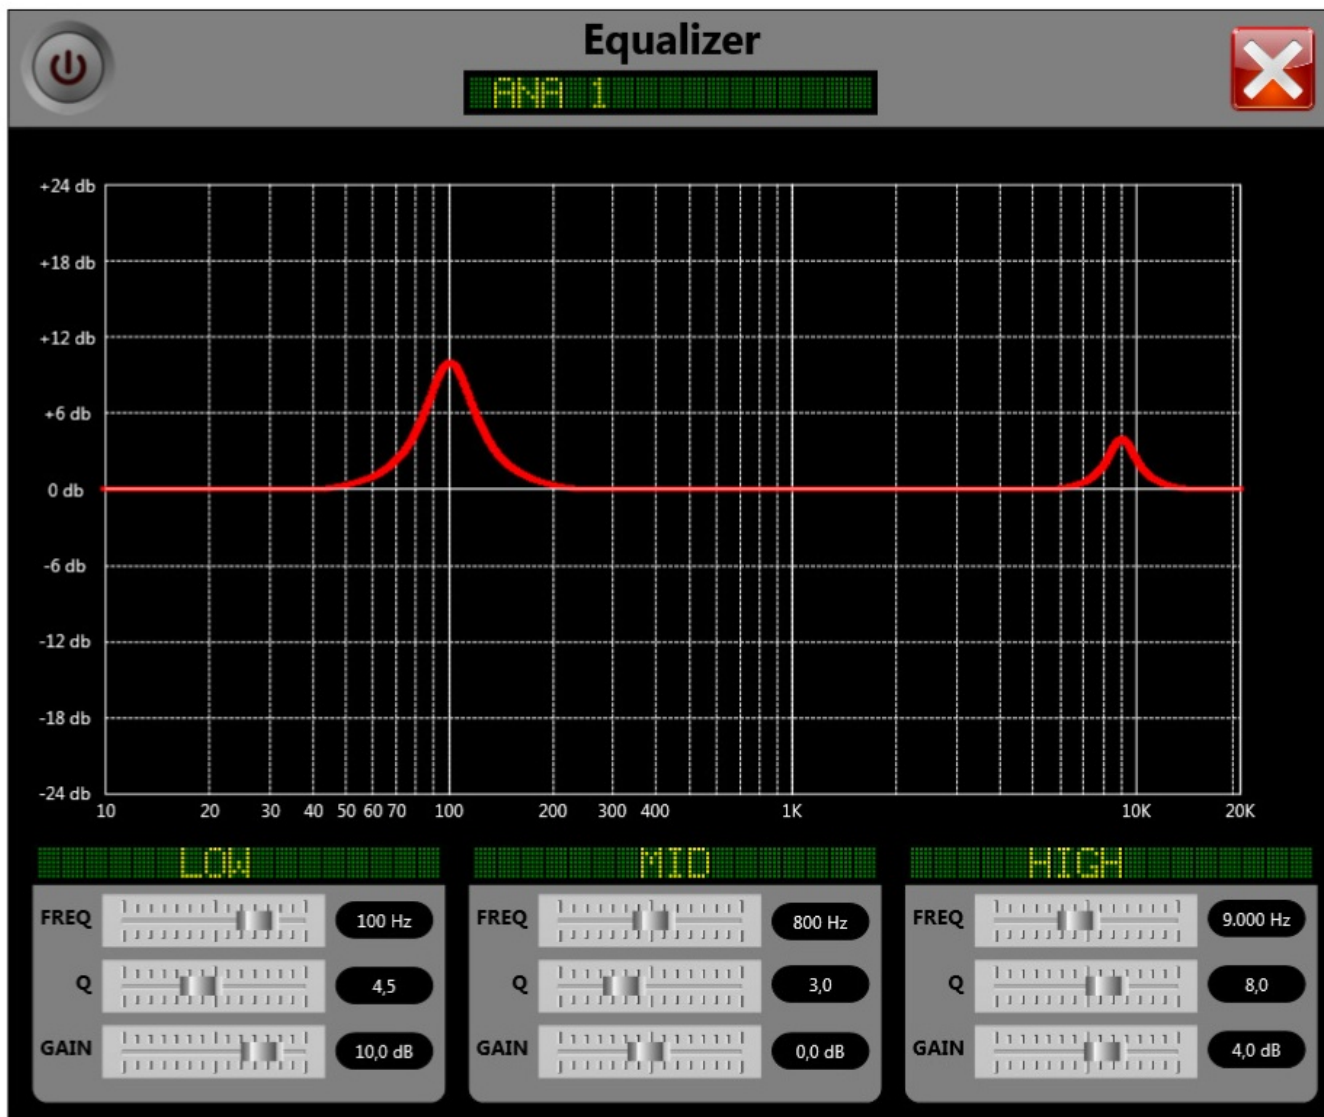 Equalizer
ANA 1
+24 db
+18 db
+12 db
+6 db
0 db
-6 db
-12 db
-18 db
-24 db
10 20 30 40 50 60 70 100 200 300 400 1K 10K 20K
LOW MID HIGH
FREQ 100 Hz FREQ 800 Hz FREQ 9.000 Hz
Q 4,5 Q 3,0 Q 8,0
GAIN 10,0 dB GAIN 0,0 dB GAIN 4,0 dB